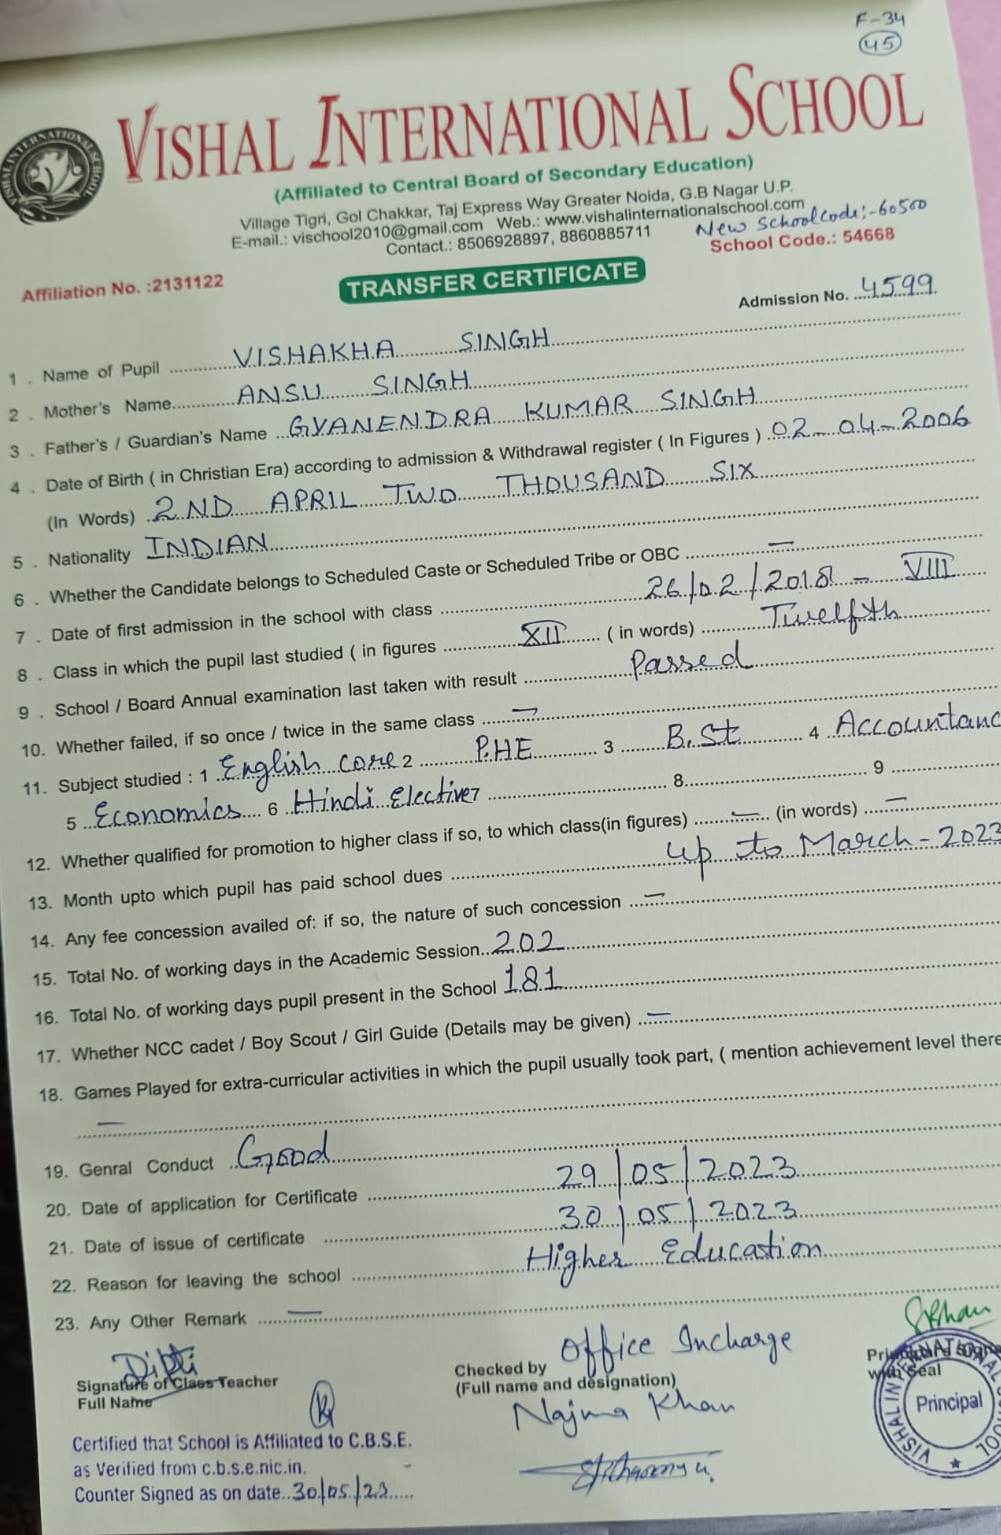 F-34
45
VISHAL INTERNATIONAL SCHOOL
(Affiliated to Central Board of Secondary Education)
Village Tigri, Gol Chakkar, Taj Express Way Greater Noida, G.B Nagar U.P.
E-mail.: vischool2010@gmail.com Web.: www.vishalinternationalschool.com
Contact.: 8506928897, 8860885711
New School Code:-60500
School Code.: 54668
Affiliation No. :2131122
TRANSFER CERTIFICATE
Admission No. 4599
1 . Name of Pupil VISHAKHA SINGH
2 . Mother's Name ANSU SINGH
3 . Father's / Guardian's Name GYANENDRA KUMAR SINGH
4 . Date of Birth ( in Christian Era) according to admission & Withdrawal register ( In Figures ) 02-04-2006
(In Words) 2ND APRIL TWO THOUSAND SIX
5 . Nationality INDIAN
6 . Whether the Candidate belongs to Scheduled Caste or Scheduled Tribe or OBC —
7 . Date of first admission in the school with class 26/02/2018 - VIII
8 . Class in which the pupil last studied ( in figures XII ( in words) Twelfth
9 . School / Board Annual examination last taken with result Passed
10. Whether failed, if so once / twice in the same class —
11. Subject studied : 1 English core 2 P.HE 3 B.St 4 Accountanc
5 Economics 6 Hindi Elective 7 8 9
12. Whether qualified for promotion to higher class if so, to which class(in figures) — (in words) —
13. Month upto which pupil has paid school dues up to March-2023
14. Any fee concession availed of: if so, the nature of such concession —
15. Total No. of working days in the Academic Session 202
16. Total No. of working days pupil present in the School 181
17. Whether NCC cadet / Boy Scout / Girl Guide (Details may be given) —
18. Games Played for extra-curricular activities in which the pupil usually took part, ( mention achievement level there
—
19. Genral Conduct Good
20. Date of application for Certificate 29/05/2023
21. Date of issue of certificate 30/05/2023
22. Reason for leaving the school Higher Education
23. Any Other Remark —
Dipti
Signature of Class Teacher
Full Name
Office Incharge
Checked by
(Full name and designation)
Najma Khan
with Seal
Principal
VISHAL INTERNATIONAL
Certified that School is Affiliated to C.B.S.E.
as Verified from c.b.s.e.nic.in.
Counter Signed as on date..30/05/23